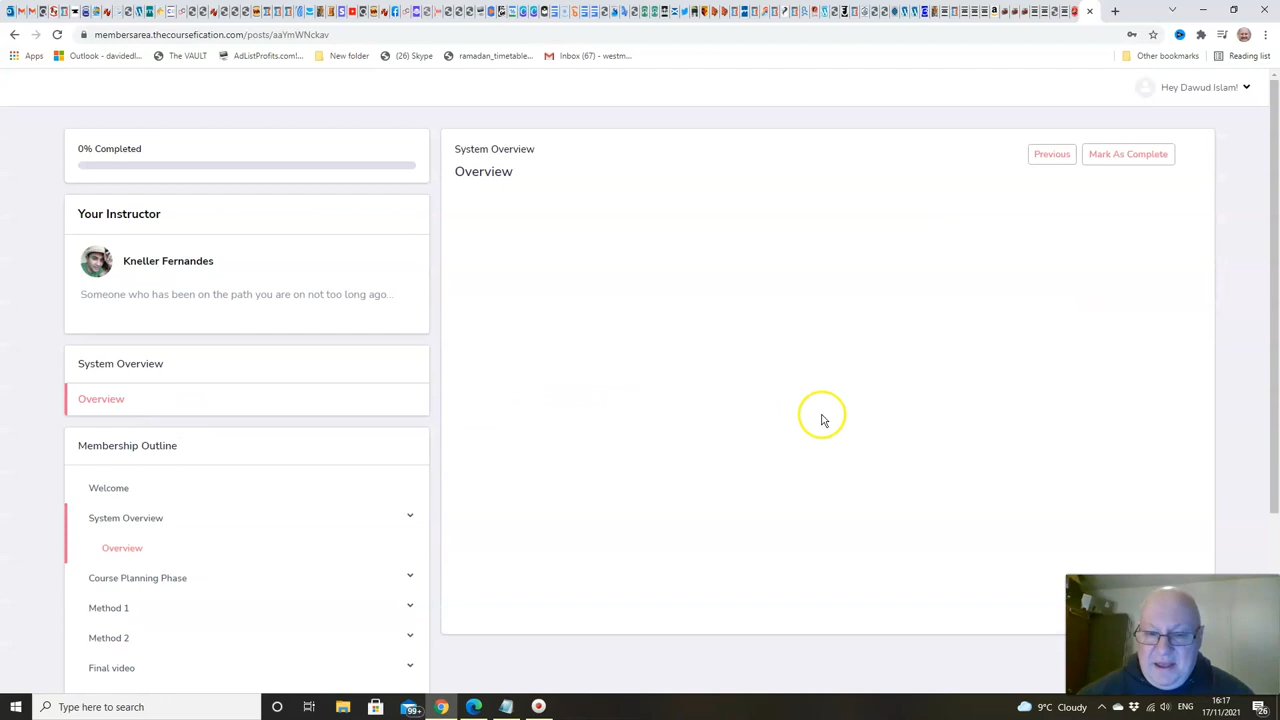 membersarea.thecoursefication.com/posts/aaYmWNckav
Apps
Outlook - davidedl...
The VAULT
AdListProfits.com!...
New folder
(26) Skype
ramadan_timetable...
Inbox (67) - westm...
Other bookmarks
Reading list
Hey Dawud Islam!
0% Completed
Your Instructor
Kneller Fernandes
Someone who has been on the path you are on not too long ago...
System Overview
Overview
Membership Outline
Welcome
System Overview
Overview
Course Planning Phase
Method 1
Method 2
Final video
System Overview
Overview
Previous
Mark As Complete
Type here to search
99+
9°C Cloudy
ENG
16:17
17/11/2021
26